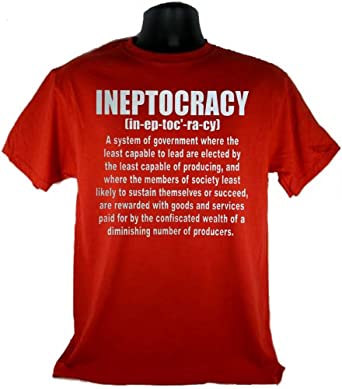 INEPTOCRACY
(in-ep-toc'-ra-cy)
A system of government where the
least capable to lead are elected by
the least capable of producing, and
where the members of society least
likely to sustain themselves or succeed,
are rewarded with goods and services
paid for by the confiscated wealth of a
diminishing number of producers.